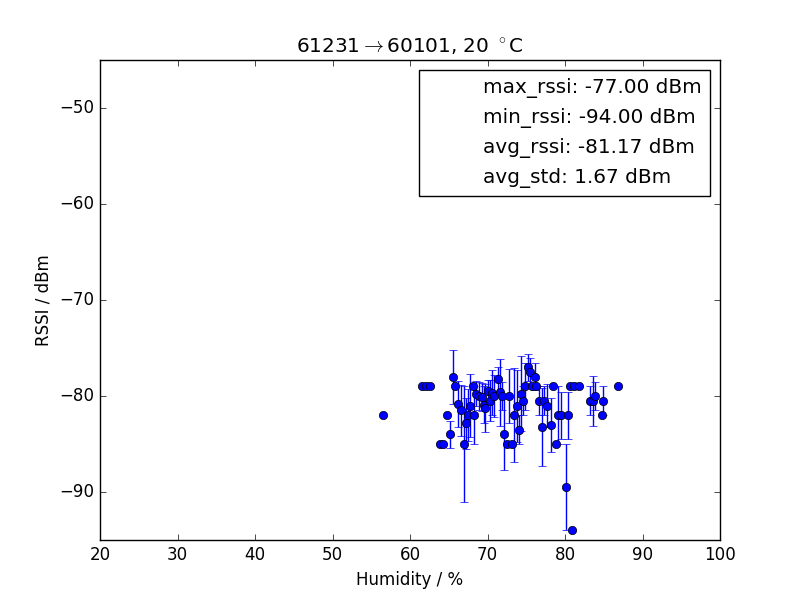 61231→60101, 20 °C
max_rssi: -77.00 dBm
min_rssi: -94.00 dBm
avg_rssi: -81.17 dBm
avg_std: 1.67 dBm
RSSI / dBm
−50
−60
−70
−80
−90
20 30 40 50 60 70 80 90 100
Humidity / %